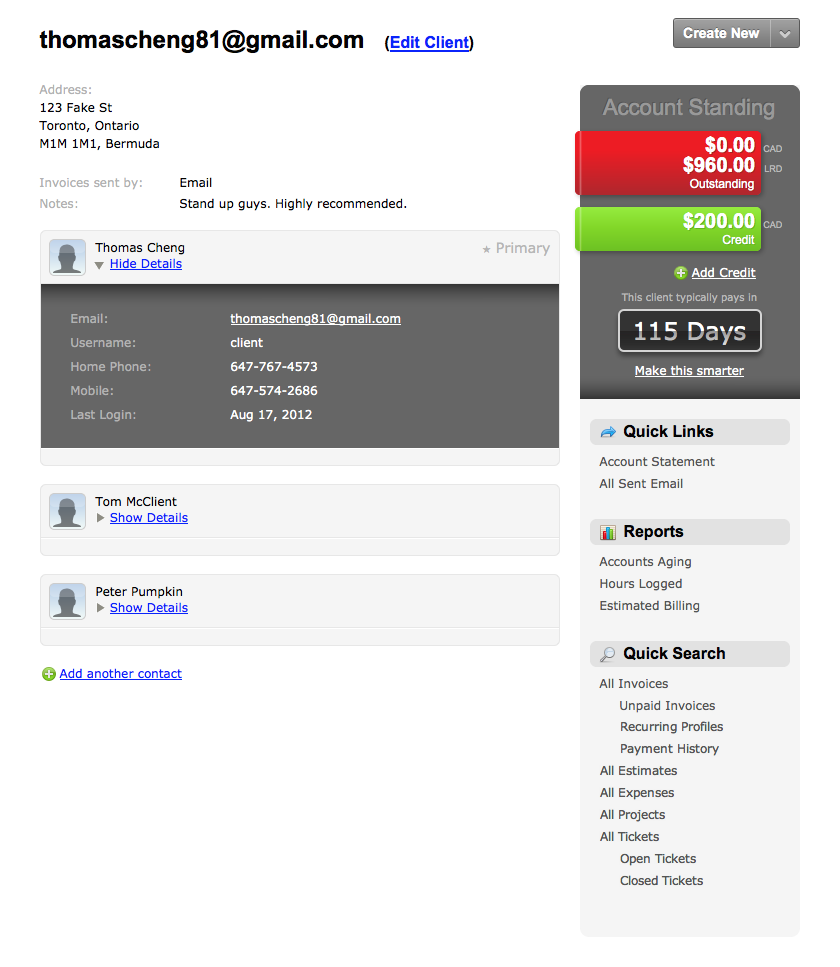 thomascheng81@gmail.com (Edit Client)
Create New
Address:
123 Fake St
Toronto, Ontario
M1M 1M1, Bermuda
Invoices sent by: Email
Notes: Stand up guys. Highly recommended.
Thomas Cheng
Hide Details
Primary
Email: thomascheng81@gmail.com
Username: client
Home Phone: 647-767-4573
Mobile: 647-574-2686
Last Login: Aug 17, 2012
Tom McClient
Show Details
Peter Pumpkin
Show Details
Add another contact
Account Standing
$0.00 CAD
$960.00 LRD
Outstanding
$200.00 CAD
Credit
Add Credit
This client typically pays in
115 Days
Make this smarter
Quick Links
Account Statement
All Sent Email
Reports
Accounts Aging
Hours Logged
Estimated Billing
Quick Search
All Invoices
Unpaid Invoices
Recurring Profiles
Payment History
All Estimates
All Expenses
All Projects
All Tickets
Open Tickets
Closed Tickets